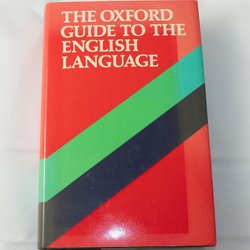 THE OXFORD
GUIDE TO THE
ENGLISH
LANGUAGE